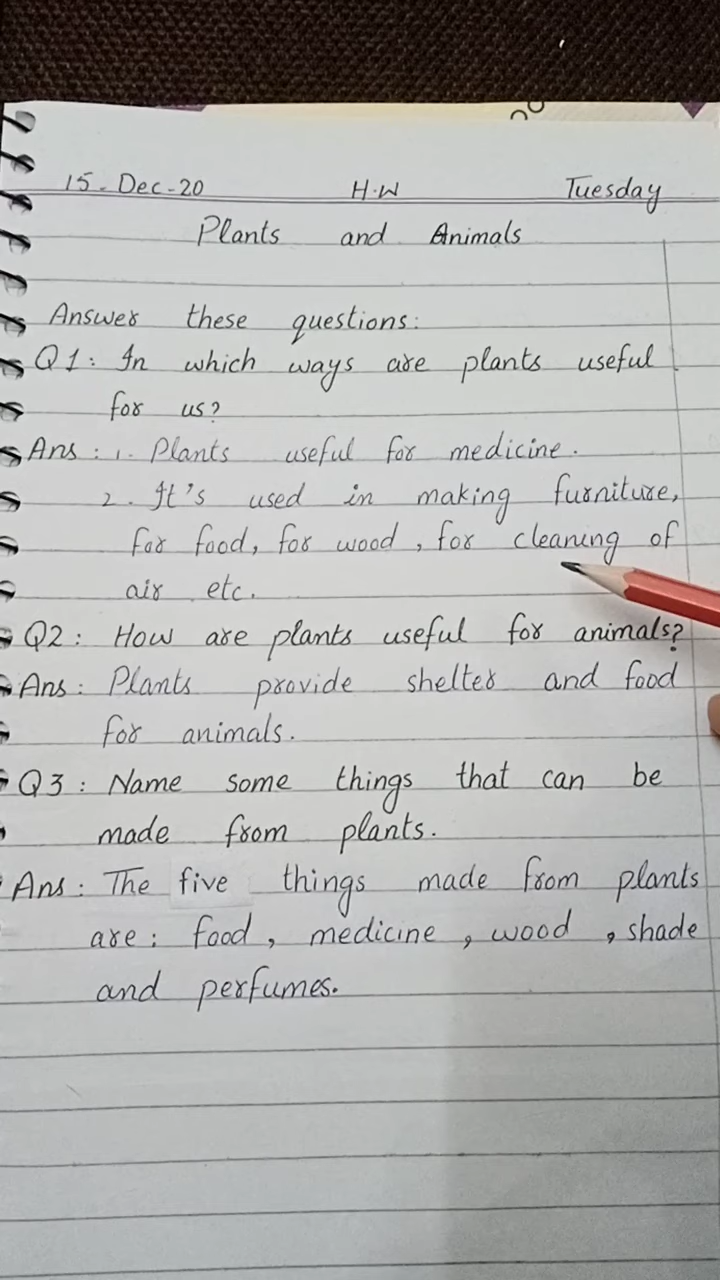 15-Dec-20 H.W Tuesday
Plants and Animals
Answer these questions:
Q1: In which ways are plants useful
for us?
Ans: 1. Plants useful for medicine.
2. It's used in making furniture,
for food, for wood, for cleaning of
air etc.
Q2: How are plants useful for animals?
Ans: Plants provide shelter and food
for animals.
Q3: Name some things that can be
made from plants.
Ans: The five things made from plants
are: food, medicine, wood, shade
and perfumes.